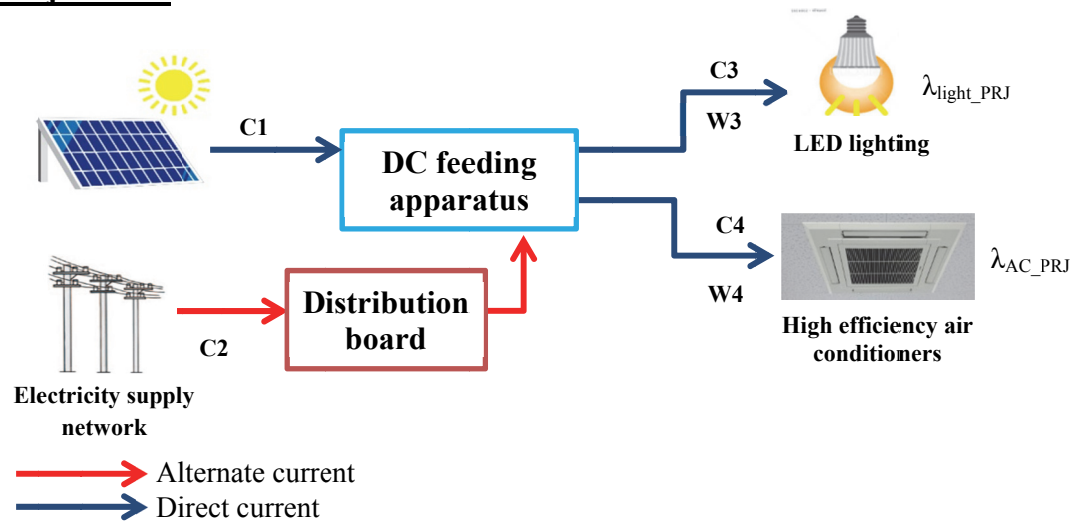 C1
C2
DC feeding
apparatus
Distribution
board
C3
W3
C4
W4
λlight_PRJ
LED lighting
λAC_PRJ
High efficiency air
conditioners
Electricity supply
network
Alternate current
Direct current